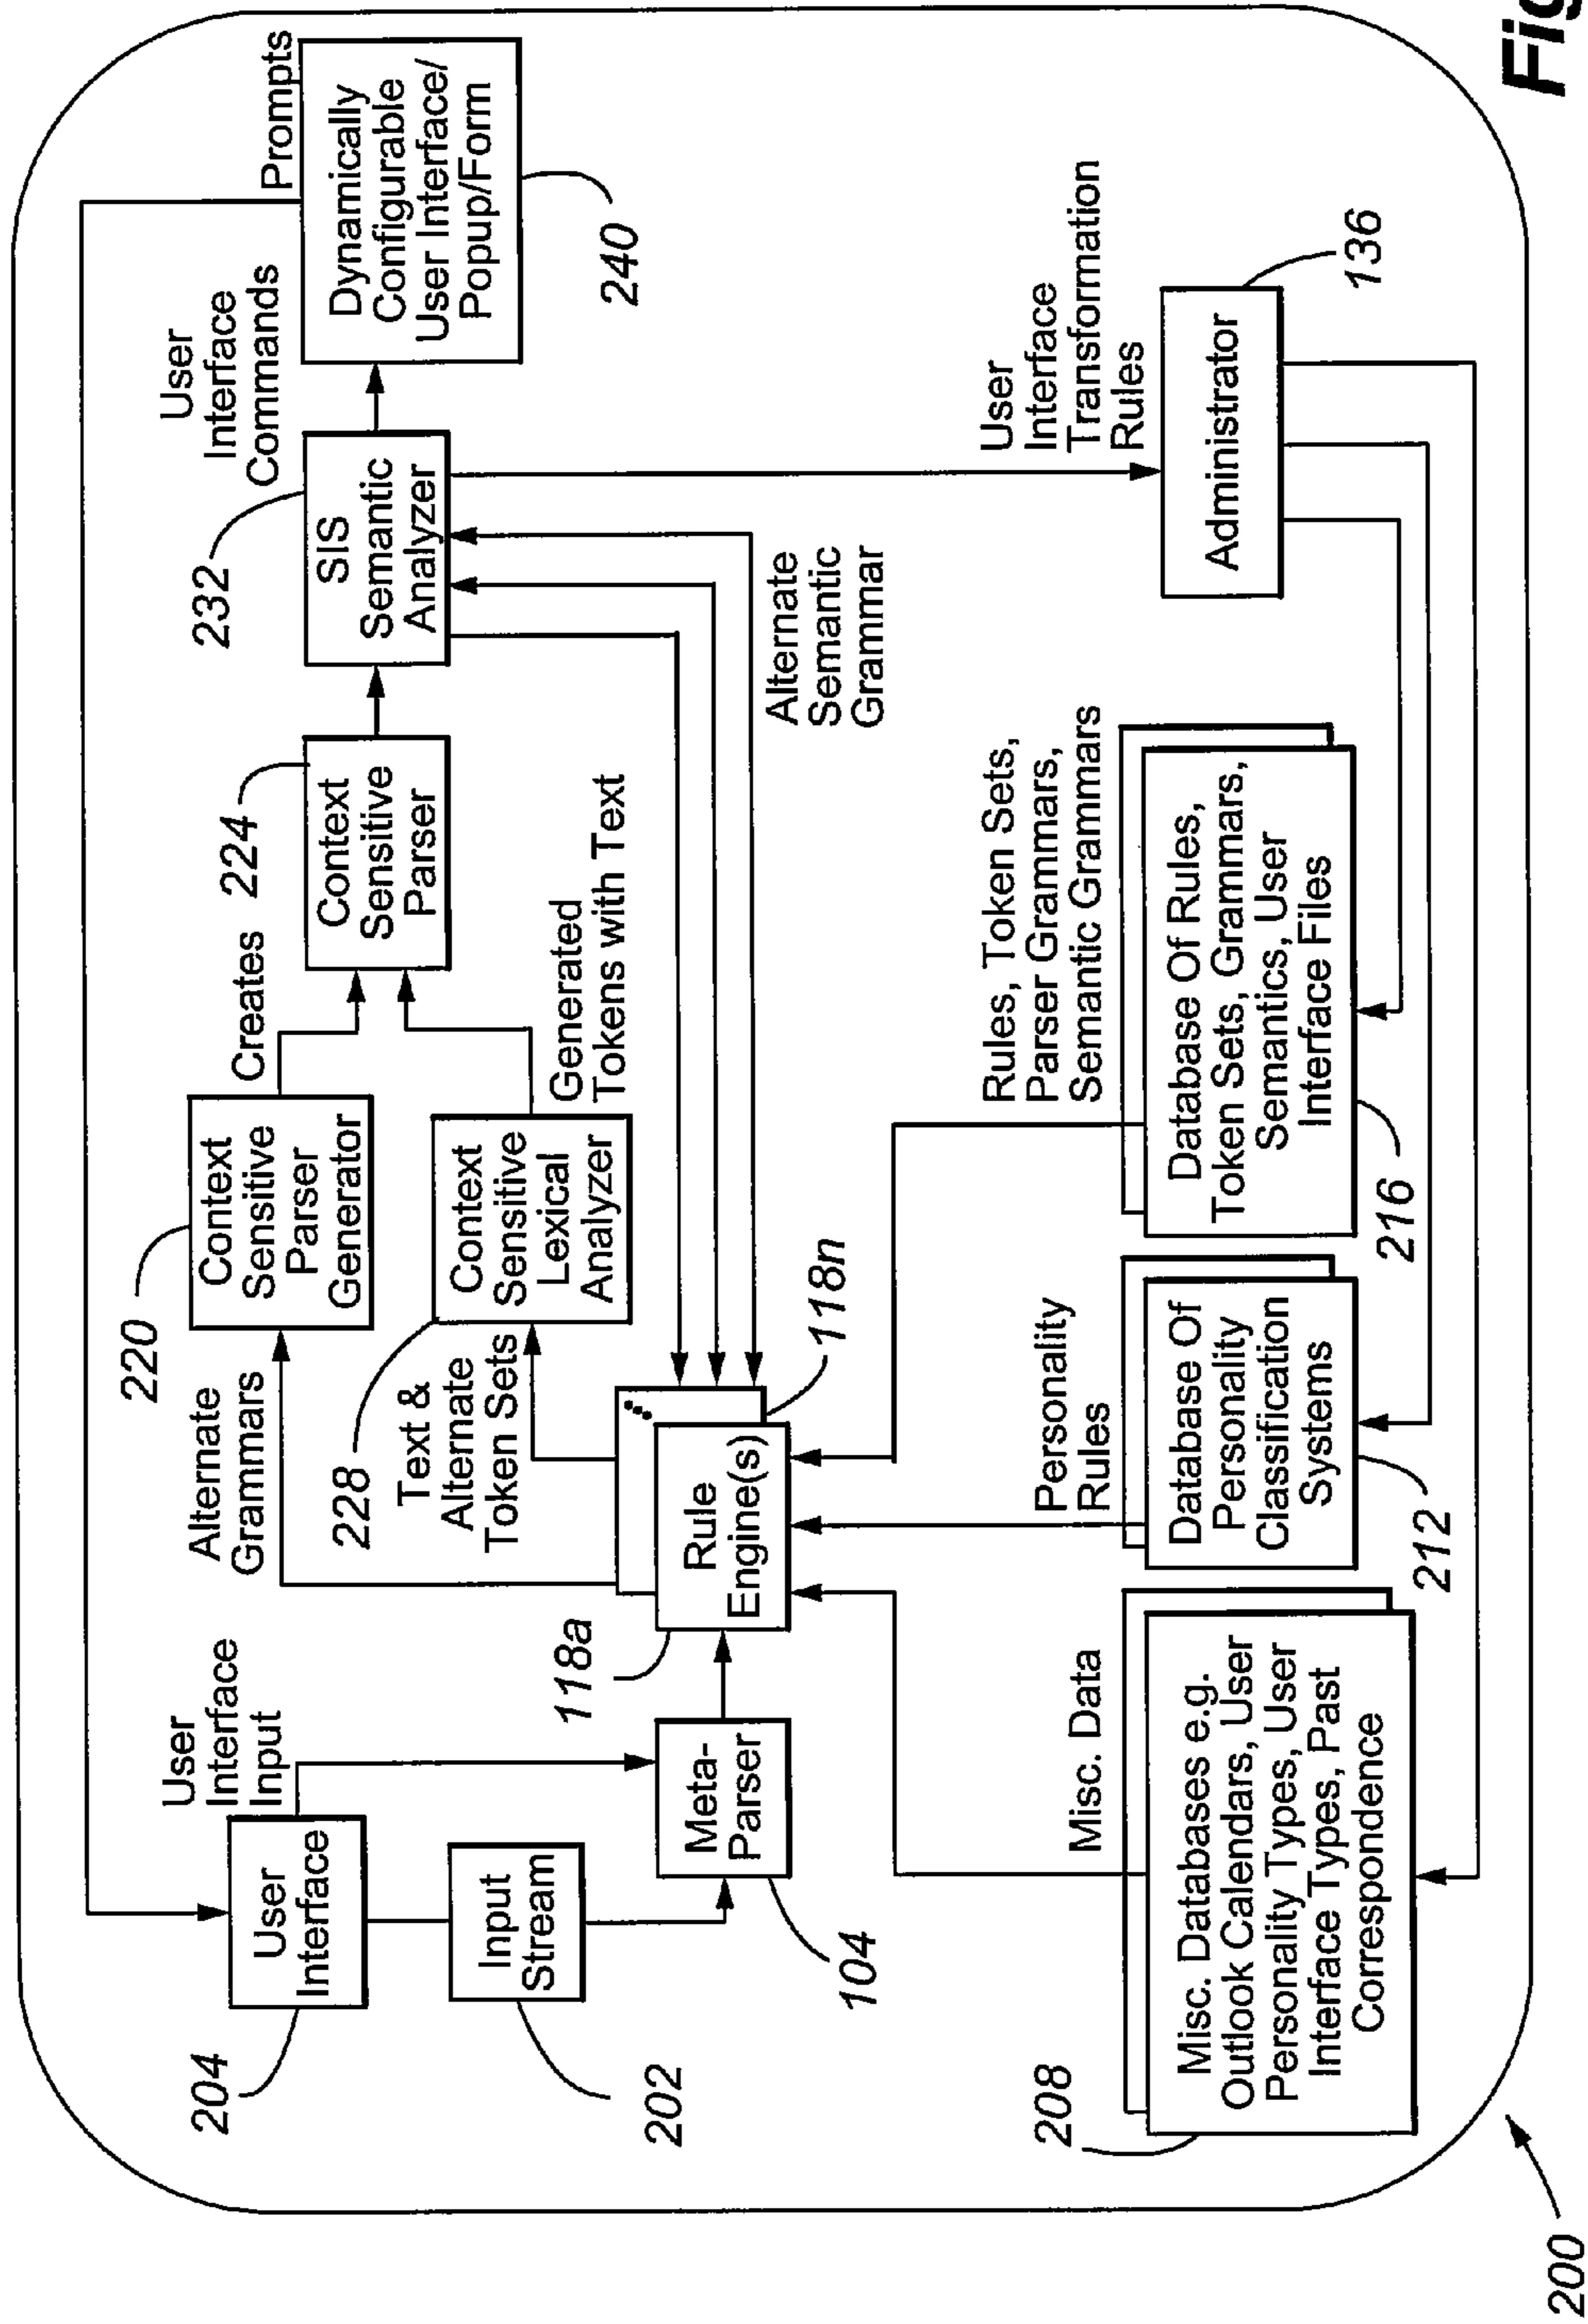 Prompts
Dynamically
Configurable
User Interface/
Popup/Form
240
User
Interface
Commands
232
SIS
Semantic
Analyzer
224
Context
Sensitive
Parser
Creates
220
Context
Sensitive
Parser
Generator
Alternate
Grammars
Generated
Tokens with Text
Context
Sensitive
Lexical
Analyzer
228
Text &
Alternate
Token Sets
User
Interface
Input
User
Interface
204
Input
Stream
202
Meta-
Parser
104
118a
Rule
Engine(s)
118n
Alternate
Semantic
Grammar
User
Interface
Transformation
Rules
Administrator
136
Rules, Token Sets,
Parser Grammars,
Semantic Grammars
Database Of Rules,
Token Sets, Grammars,
Semantics, User
Interface Files
216
Personality
Rules
Database Of
Personality
Classification
Systems
212
Misc. Data
Misc. Databases e.g.
Outlook Calendars, User
Personality Types, User
Interface Types, Past
Correspondence
208
200
Fig